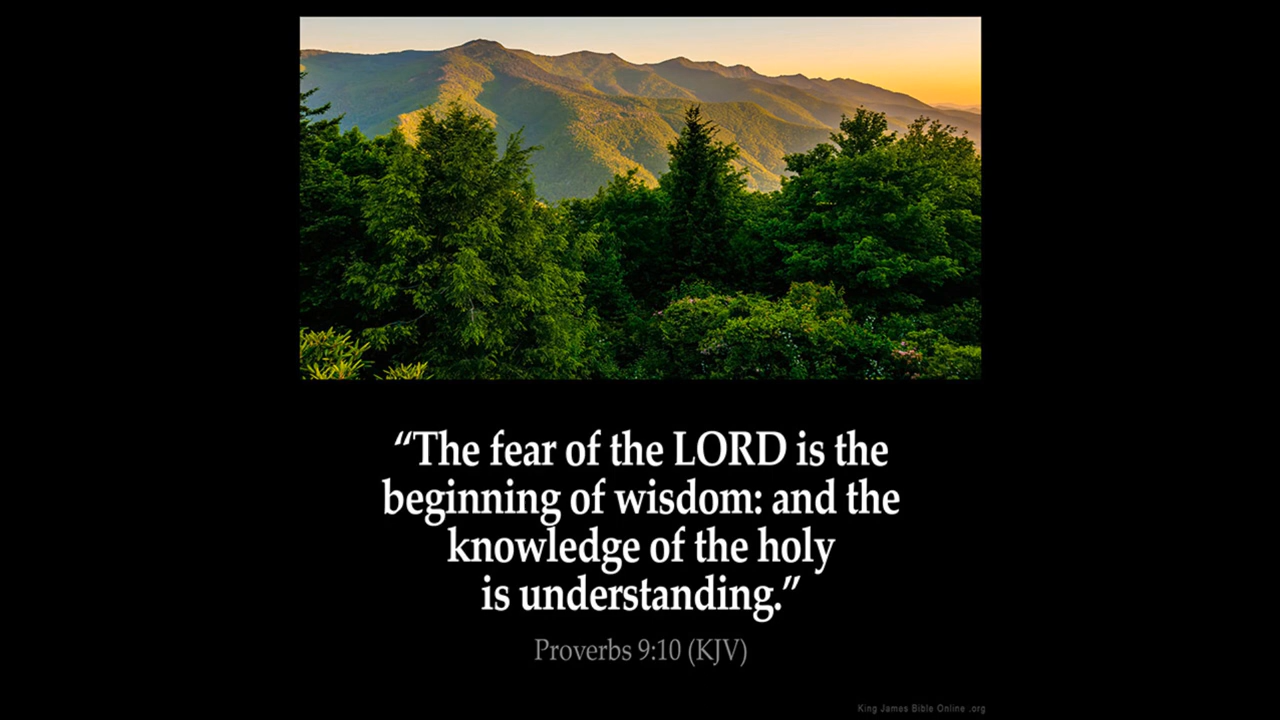 “The fear of the LORD is the
beginning of wisdom: and the
knowledge of the holy
is understanding.”
Proverbs 9:10 (KJV)
King James Bible Online .org